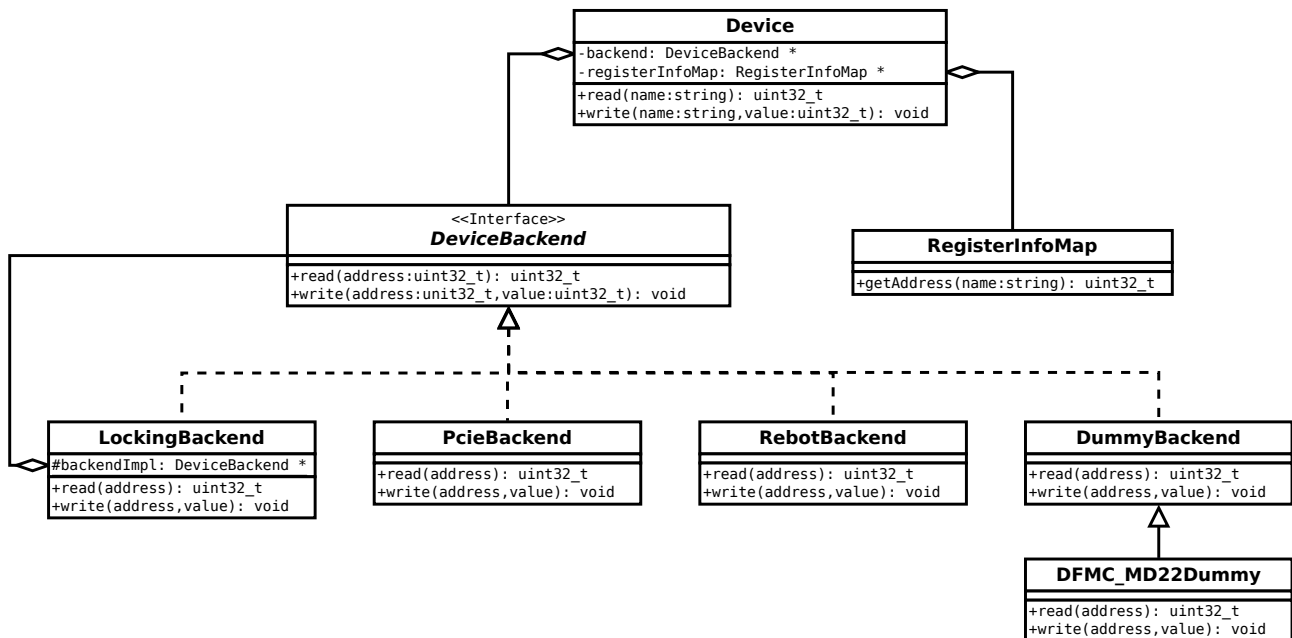 Device
-backend: DeviceBackend *
-registerInfoMap: RegisterInfoMap *
+read(name:string): uint32_t
+write(name:string,value:uint32_t): void
<<Interface>>
DeviceBackend
+read(address:uint32_t): uint32_t
+write(address:unit32_t,value:uint32_t): void
RegisterInfoMap
+getAddress(name:string): uint32_t
LockingBackend
#backendImpl: DeviceBackend *
+read(address): uint32_t
+write(address,value): void
PcieBackend
+read(address): uint32_t
+write(address,value): void
RebotBackend
+read(address): uint32_t
+write(address,value): void
DummyBackend
+read(address): uint32_t
+write(address,value): void
DFMC_MD22Dummy
+read(address): uint32_t
+write(address,value): void